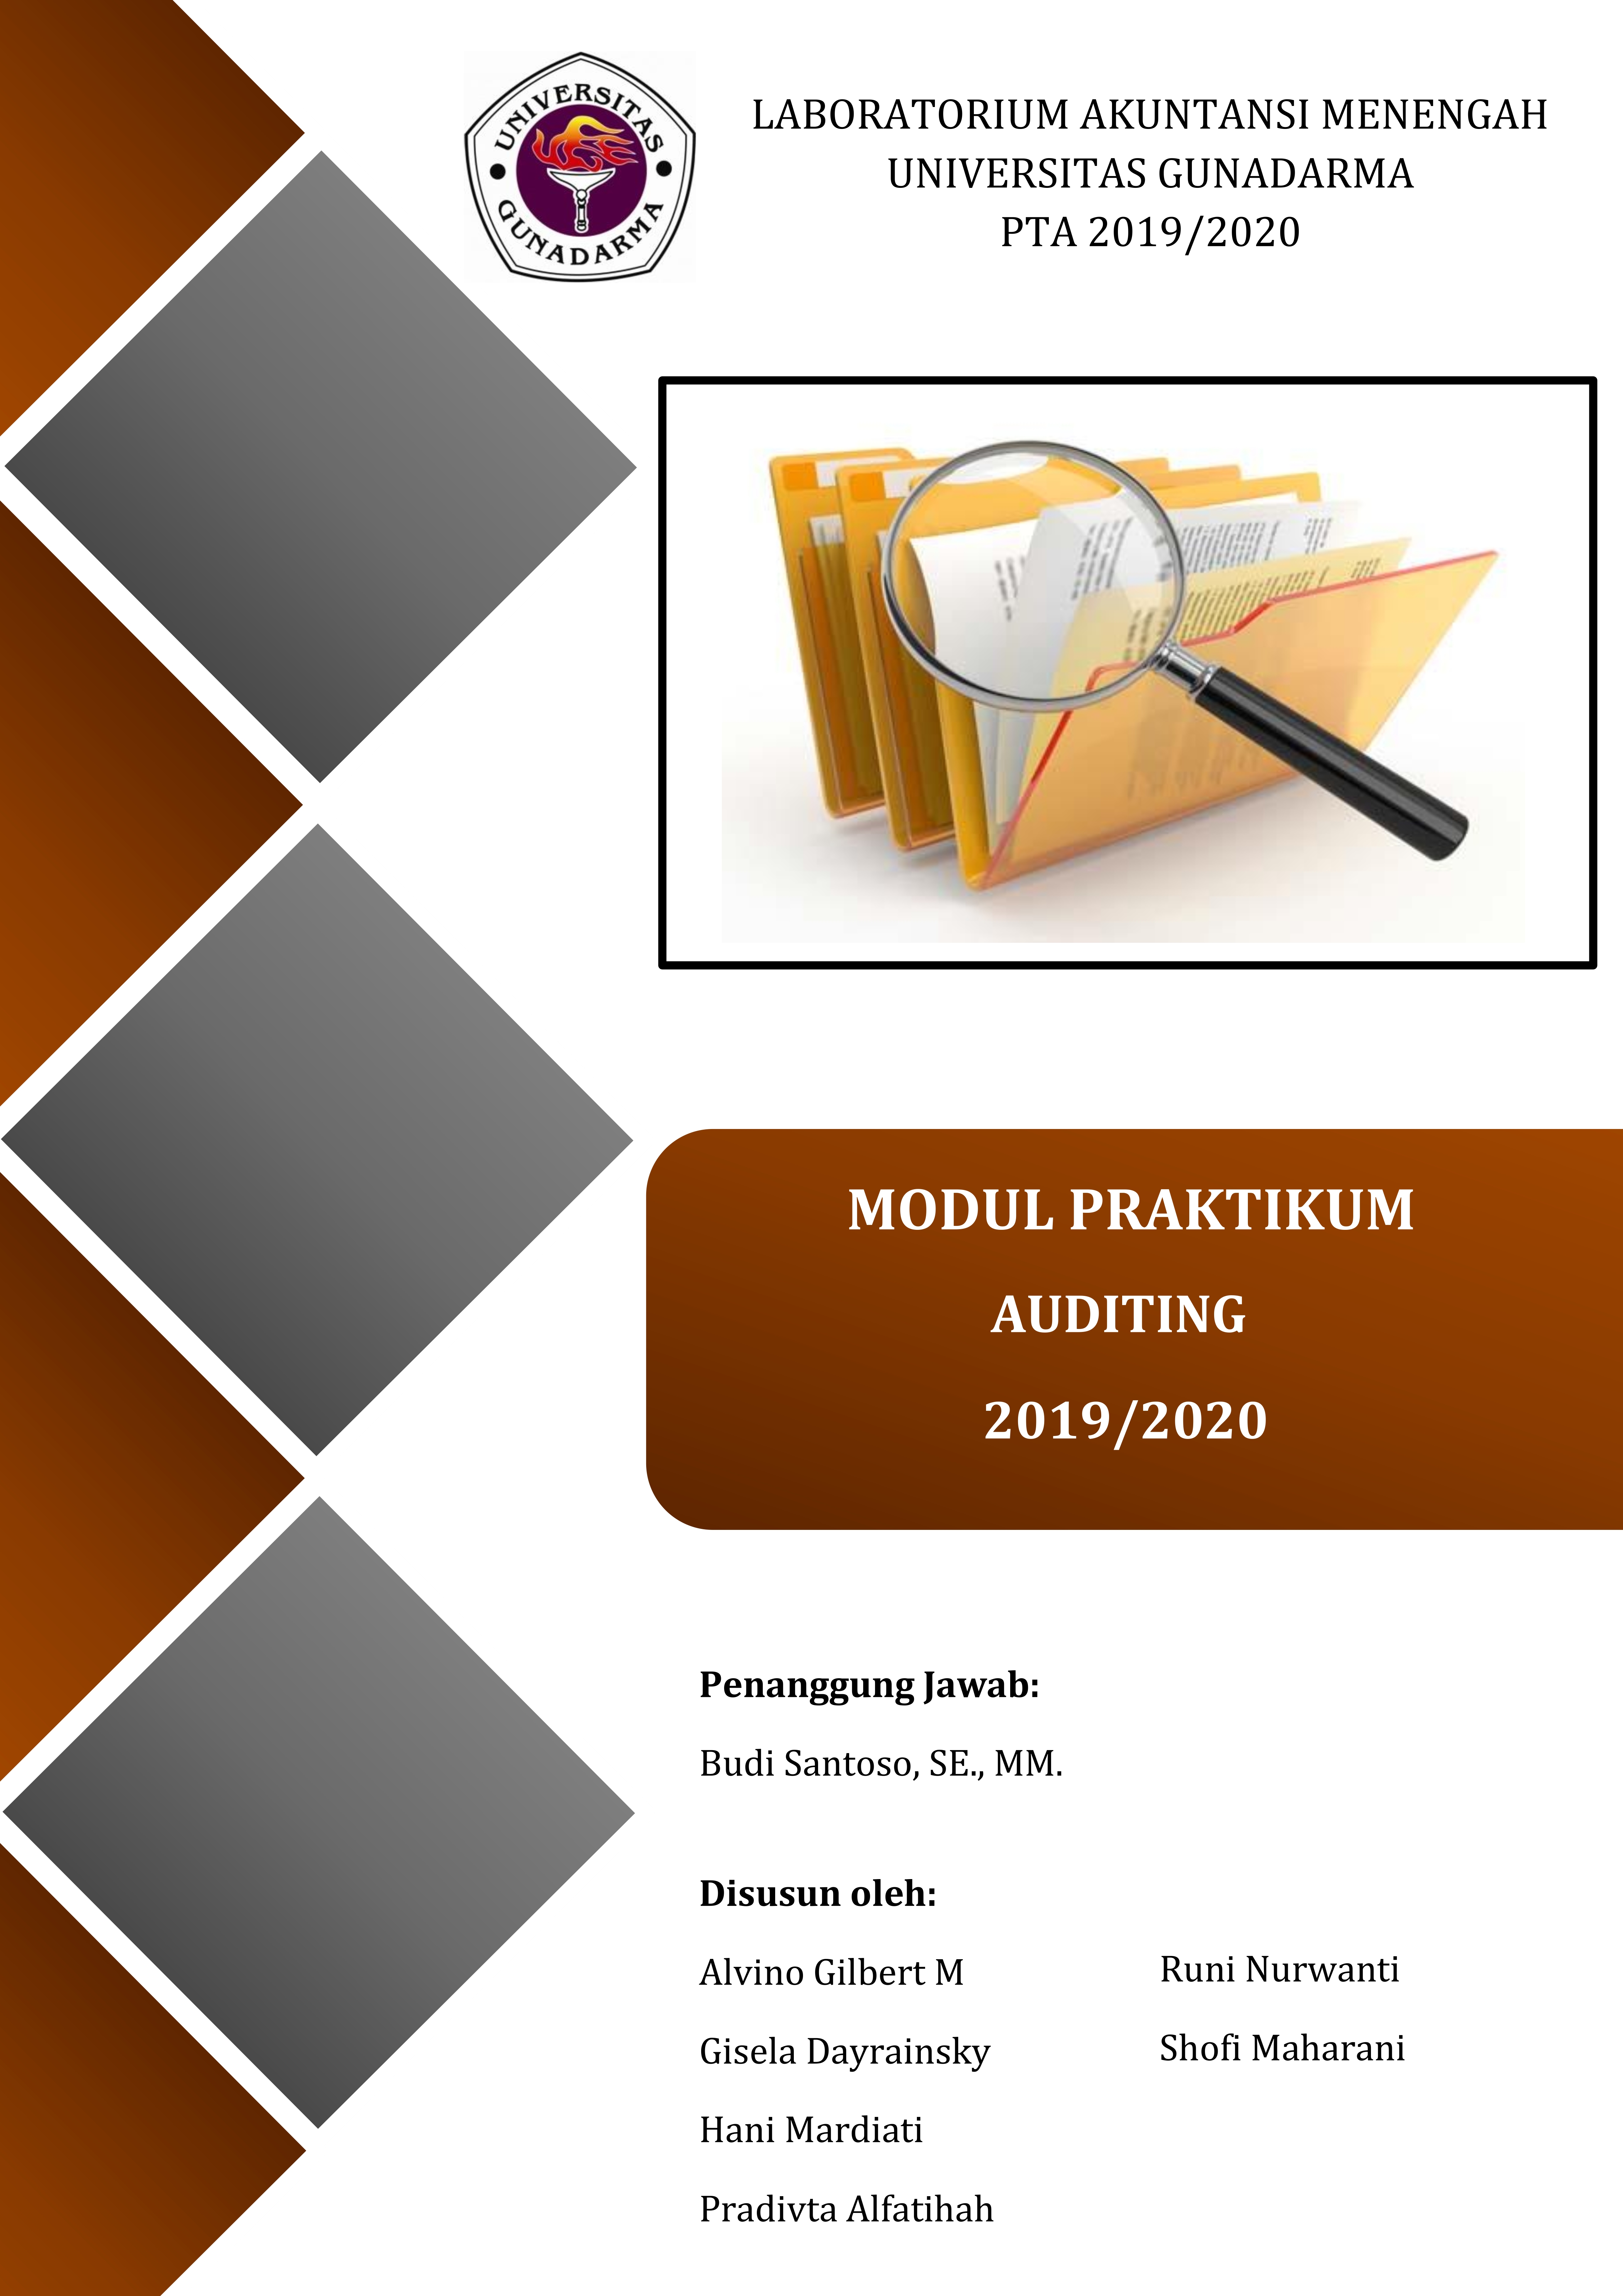 UNIVERSITAS
GUNADARMA
LABORATORIUM AKUNTANSI MENENGAH
UNIVERSITAS GUNADARMA
PTA 2019/2020
MODUL PRAKTIKUM
AUDITING
2019/2020
Penanggung Jawab:
Budi Santoso, SE., MM.
Disusun oleh:
Alvino Gilbert M
Gisela Dayrainsky
Hani Mardiati
Pradivta Alfatihah
Runi Nurwanti
Shofi Maharani